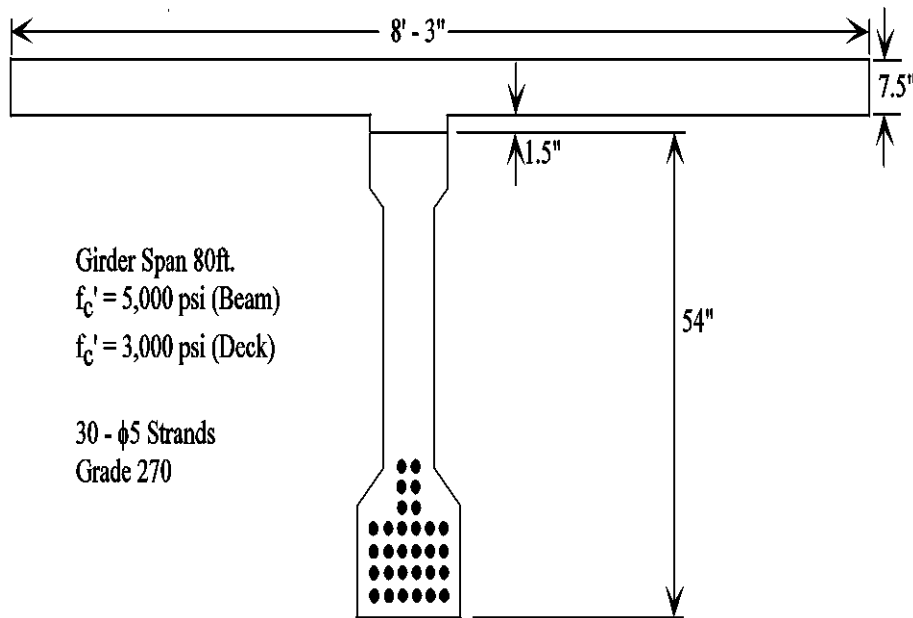 8' - 3"
7.5"
1.5"
Girder Span 80ft.
fc' = 5,000 psi (Beam)
fc' = 3,000 psi (Deck)
54"
30 - ϕ5 Strands
Grade 270